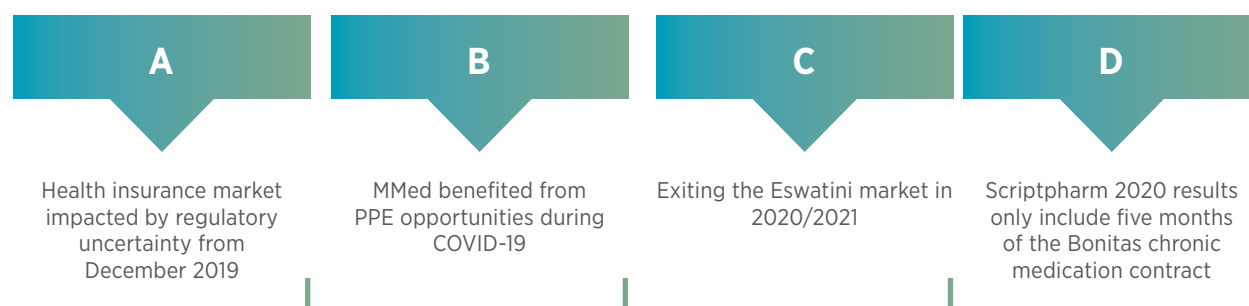 A
Health insurance market
impacted by regulatory
uncertainty from
December 2019
B
MMed benefited from
PPE opportunities during
COVID-19
C
Exiting the Eswatini market in
2020/2021
D
Scriptpharm 2020 results
only include five months
of the Bonitas chronic
medication contract